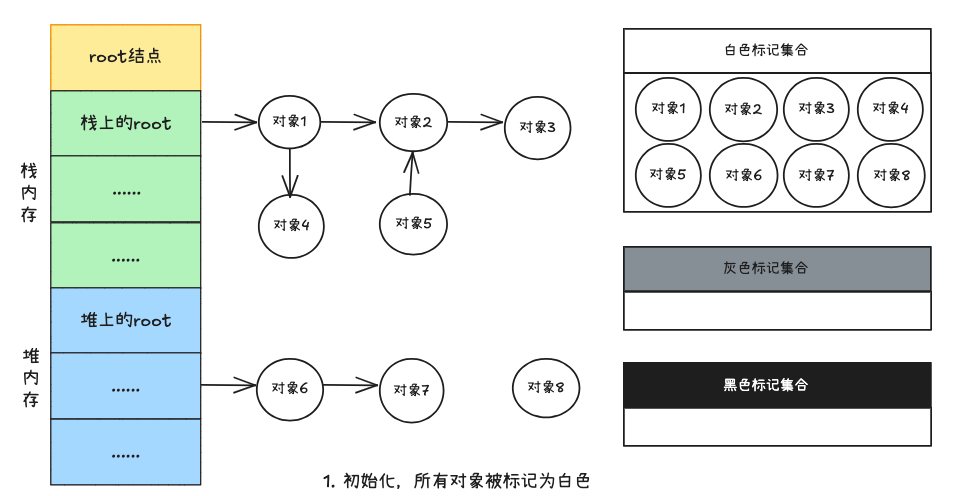 root结点
栈上的root
......
......
堆上的root
......
......
栈内存
堆内存
对象1
对象2
对象3
对象4
对象5
对象6
对象7
对象8
白色标记集合
对象1 对象2 对象3 对象4
对象5 对象6 对象7 对象8
灰色标记集合
黑色标记集合
1. 初始化，所有对象被标记为白色